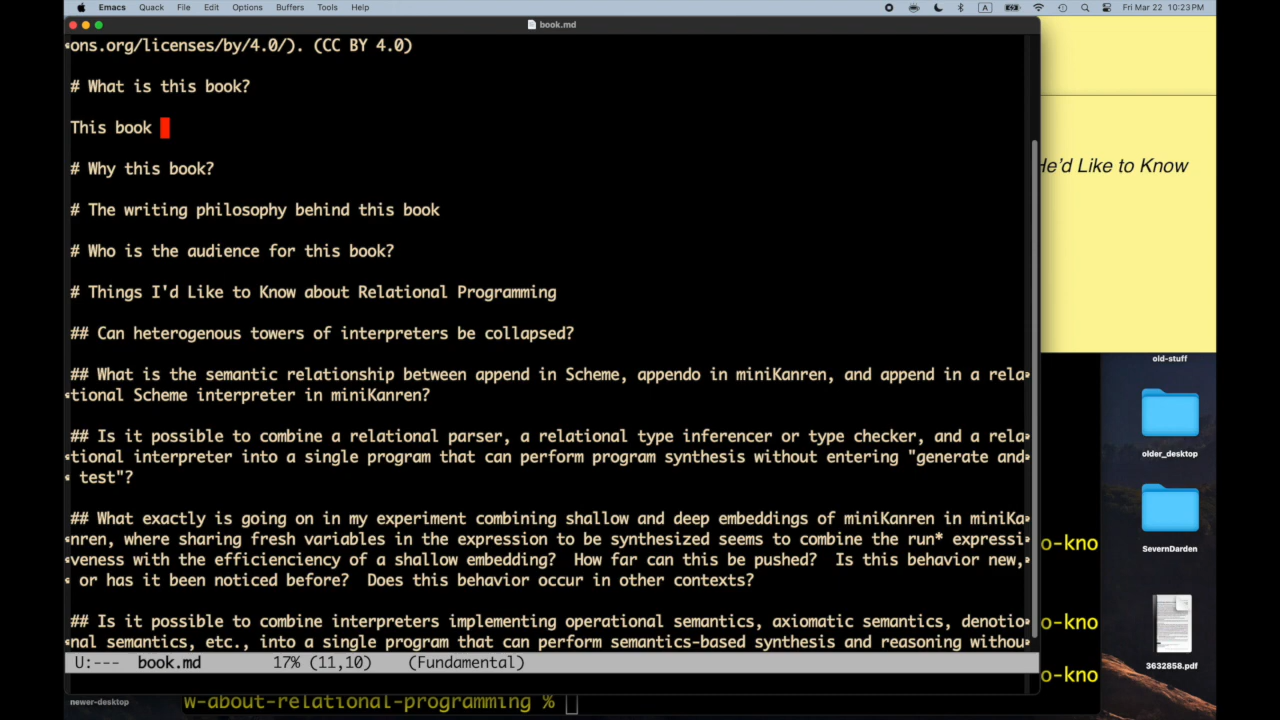 Emacs Quack File Edit Options Buffers Tools Help A Fri Mar 22 10:23 PM
book.md
ons.org/licenses/by/4.0/). (CC BY 4.0)
# What is this book?
This book
# Why this book?
He'd Like to Know
# The writing philosophy behind this book
# Who is the audience for this book?
# Things I'd Like to Know about Relational Programming
## Can heterogenous towers of interpreters be collapsed?
old-stuff
## What is the semantic relationship between append in Scheme, appendo in miniKanren, and append in a rela
tional Scheme interpreter in miniKanren?
## Is it possible to combine a relational parser, a relational type inferencer or type checker, and a rela
tional interpreter into a single program that can perform program synthesis without entering "generate and
test"?
older_desktop
## What exactly is going on in my experiment combining shallow and deep embeddings of miniKanren in miniKa
nren, where sharing fresh variables in the expression to be synthesized seems to combine the run* expressi
veness with the efficienciency of a shallow embedding? How far can this be pushed? Is this behavior new,
or has it been noticed before? Does this behavior occur in other contexts?
o-kno
SevernDarden
## Is it possible to combine interpreters implementing operational semantics, axiomatic semantics, denotio
nal semantics, etc., into a single program that can perform semantics-based synthesis and reasoning withou
o-kno
U:--- book.md 17% (11,10) (Fundamental)
3632858.pdf
o-kno
newer-desktop
w-about-relational-programming %